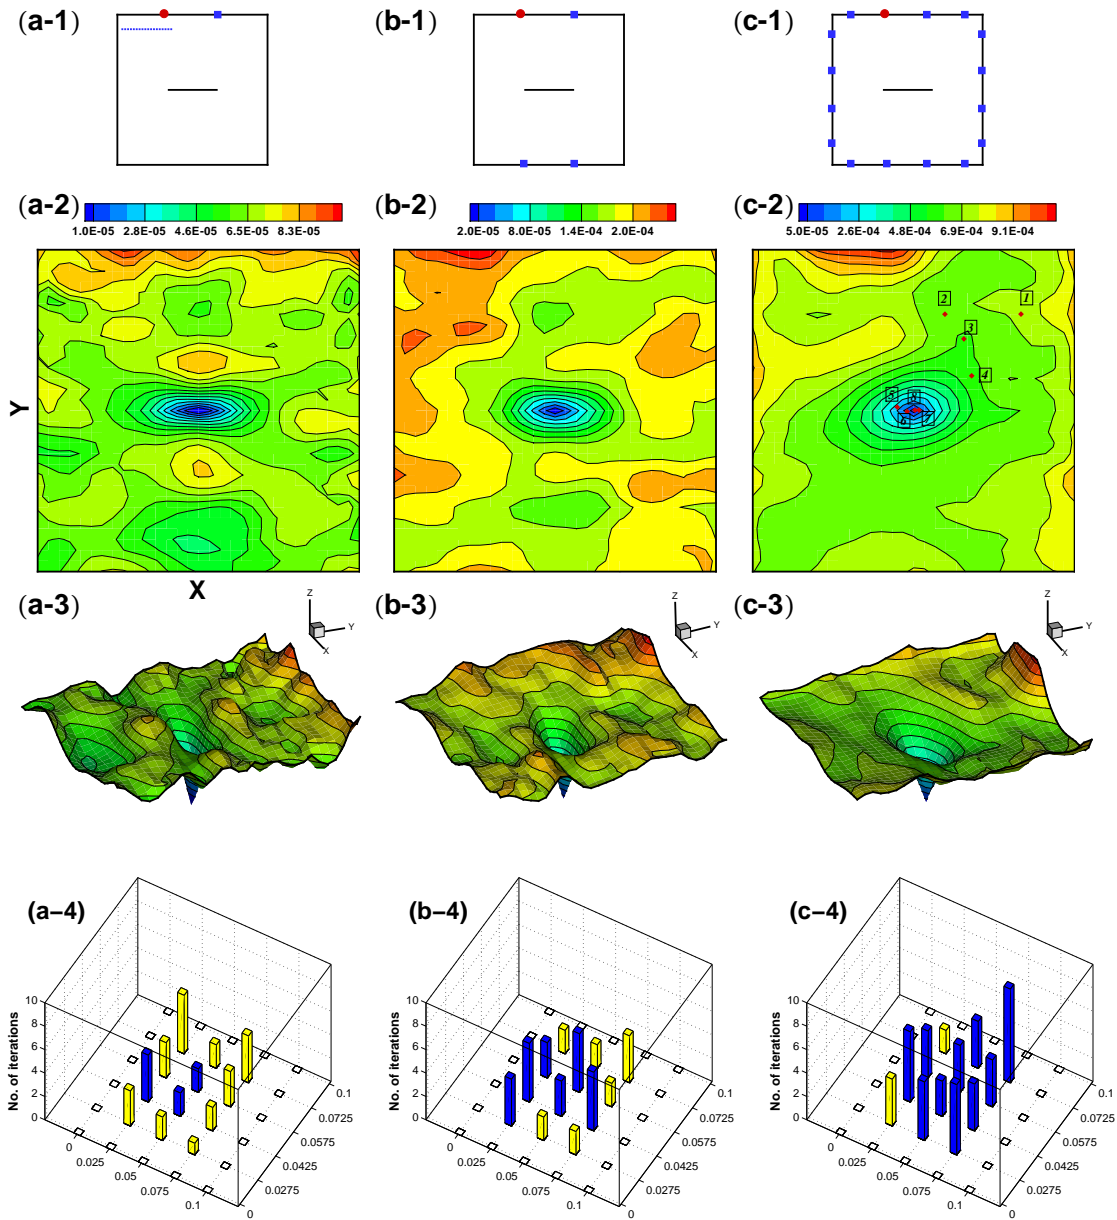 (a-1)
(b-1)
(c-1)
(a-2)
(b-2)
(c-2)
1.0E-05 2.8E-05 4.6E-05 6.5E-05 8.3E-05
2.0E-05 8.0E-05 1.4E-04 2.0E-04
5.0E-05 2.6E-04 4.8E-04 6.9E-04 9.1E-04
Y
X
2
1
3
4
5
8
6
7
(a-3)
(b-3)
(c-3)
Z
Y
X
Z
Y
X
Z
Y
X
(a-4)
(b-4)
(c-4)
No. of iterations
10
8
6
4
2
0
0
0.025
0.05
0.075
0.1
0
0.0275
0.0425
0.0575
0.0725
0.1
No. of iterations
10
8
6
4
2
0
0
0.025
0.05
0.075
0.1
0
0.0275
0.0425
0.0575
0.0725
0.1
No. of iterations
10
8
6
4
2
0
0
0.025
0.05
0.075
0.1
0
0.0275
0.0425
0.0575
0.0725
0.1